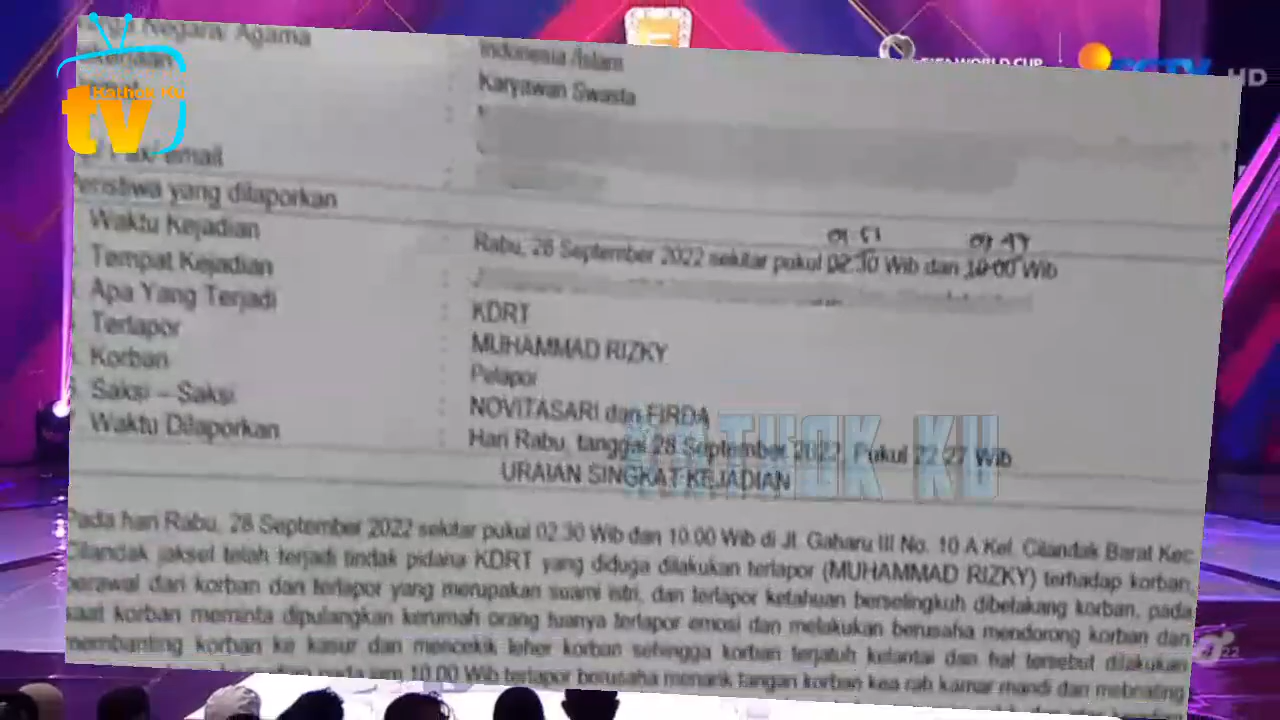 Negara/ Agama
Indonesia /Islam
Karyawan Swasta
email
Peristiwa yang dilaporkan
Waktu Kejadian
Rabu, 28 September 2022 sekitar pukul 02:30 Wib dan 10:00 Wib
Tempat Kejadian
Apa Yang Terjadi
: KDRT
Terlapor
: MUHAMMAD RIZKY
Korban
: Pelapor
Saksi – Saksi
: NOVITASARI dan FIRDA
Waktu Dilaporkan
: Hari Rabu, tanggal 28 September 2022, Pukul 22:27 Wib
URAIAN SINGKAT KEJADIAN
Pada hari Rabu, 28 September 2022 sekitar pukul 02.30 Wib dan 10.00 Wib di Jl. Gaharu III No. 10 A Kel. Cilandak Barat Kec.
Cilandak jaksel telah terjadi tindak pidana KDRT yang diduga dilakukan terlapor (MUHAMMAD RIZKY) terhadap korban,
berawal dari korban dan terlapor yang merupakan suami istri, dan terlapor ketahuan berselingkuh dibelakang korban, pada
saat korban meminta dipulangkan kerumah orang tuanya terlapor emosi dan melakukan berusaha mendorong korban dan
membanting korban ke kasur dan mencekik leher korban sehingga korban terjatuh kelantai dan hal tersebut dilakukan
pada jam 10.00 Wib terlapor berusaha menarik tangan korban kea rah kamar mandi dan
Hathok Ku
tv
HATHOK KU
FIFA WORLD CUP
SCTV
HD